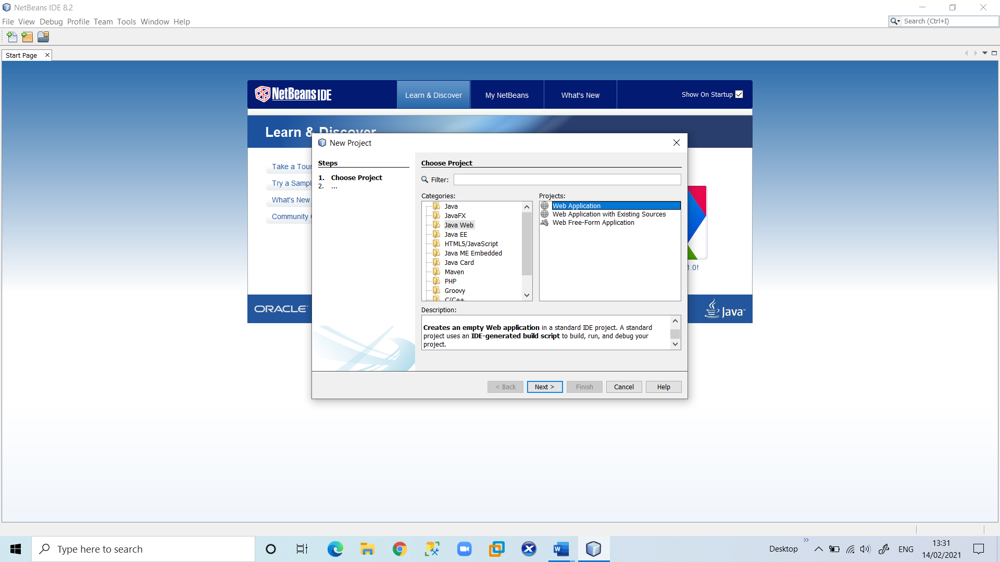 NetBeans IDE 8.2
File View Debug Profile Team Tools Window Help
Search (Ctrl+I)
Start Page
NetBeans IDE
Learn & Discover
My NetBeans
What's New
Show On Startup
Learn & Discover
New Project
Steps
1. Choose Project
2. ...
Choose Project
Filter:
Categories:
Java
JavaFX
Java Web
Java EE
HTML5/JavaScript
Java ME Embedded
Java Card
Maven
PHP
Groovy
C/C++
Projects:
Web Application
Web Application with Existing Sources
Web Free-Form Application
Description:
Creates an empty Web application in a standard IDE project. A standard
project uses an IDE-generated build script to build, run, and debug your
project.
< Back
Next >
Finish
Cancel
Help
Take a Tour
Try a Sampl
What's New
Community
1.0!
ORACLE
Java
Type here to search
Desktop
ENG
13:31
14/02/2021